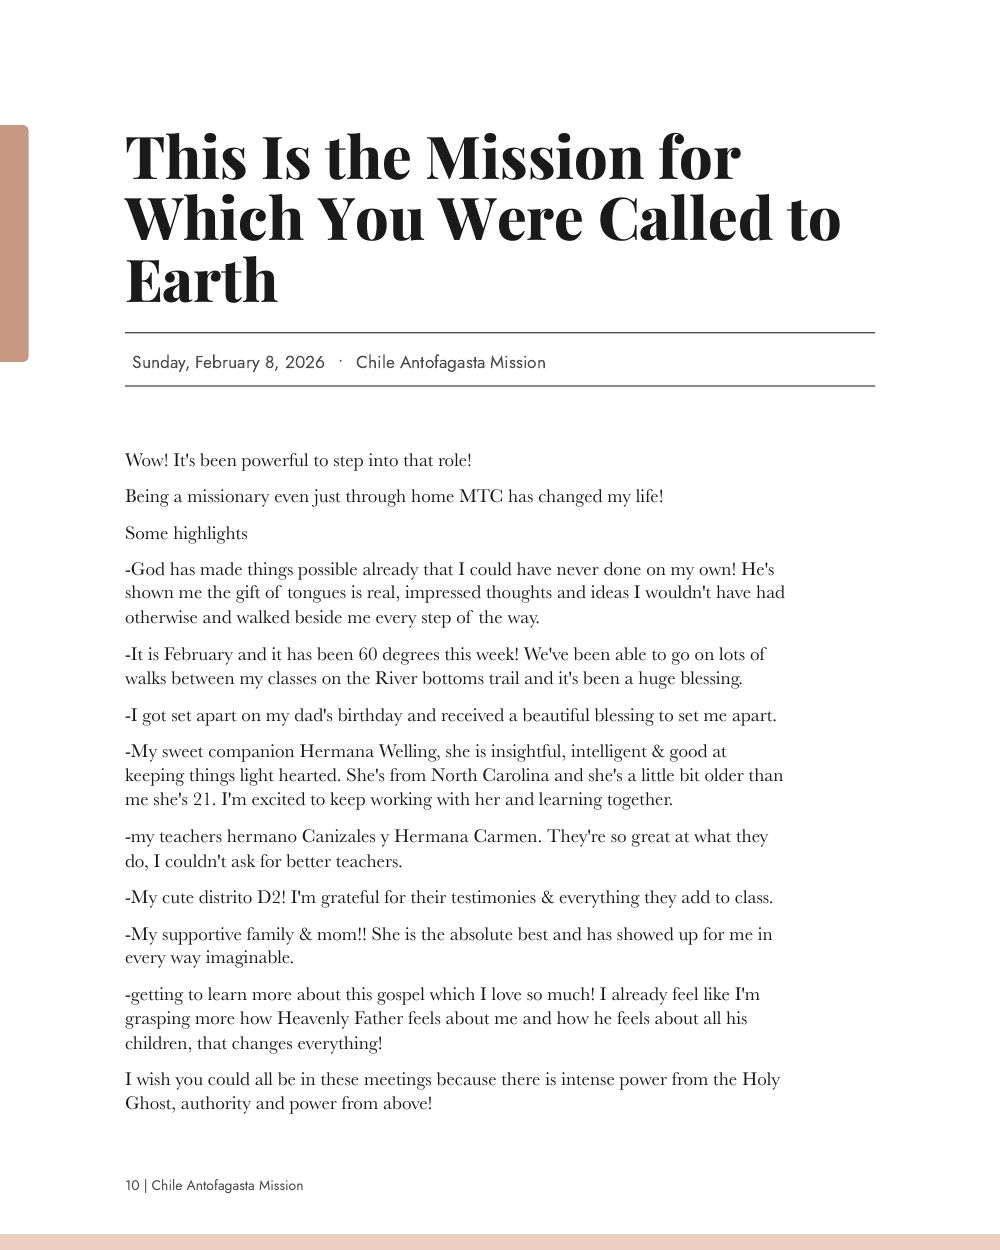 This Is the Mission for
Which You Were Called to
Earth
Sunday, February 8, 2026 · Chile Antofagasta Mission
Wow! It's been powerful to step into that role!
Being a missionary even just through home MTC has changed my life!
Some highlights
-God has made things possible already that I could have never done on my own! He's
shown me the gift of tongues is real, impressed thoughts and ideas I wouldn't have had
otherwise and walked beside me every step of the way.
-It is February and it has been 60 degrees this week! We've been able to go on lots of
walks between my classes on the River bottoms trail and it's been a huge blessing.
-I got set apart on my dad's birthday and received a beautiful blessing to set me apart.
-My sweet companion Hermana Welling, she is insightful, intelligent & good at
keeping things light hearted. She's from North Carolina and she's a little bit older than
me she's 21. I'm excited to keep working with her and learning together.
-my teachers hermano Canizales y Hermana Carmen. They're so great at what they
do, I couldn't ask for better teachers.
-My cute distrito D2! I'm grateful for their testimonies & everything they add to class.
-My supportive family & mom!! She is the absolute best and has showed up for me in
every way imaginable.
-getting to learn more about this gospel which I love so much! I already feel like I'm
grasping more how Heavenly Father feels about me and how he feels about all his
children, that changes everything!
I wish you could all be in these meetings because there is intense power from the Holy
Ghost, authority and power from above!
10 | Chile Antofagasta Mission